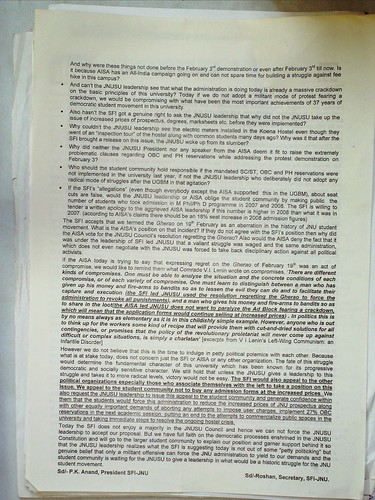 And why were these things not done before the February 3rd demonstration or even after February 3rd till now. Is
it because AISA has an All-India campaign going on and can not spare time for building a struggle against fee
hike in this university?
And can't the JNUSU leadership see that what the administration is doing today is already a massive crackdown
on the basic principles of this university? Today if we do not adopt a militant mode of protest fearing a
crackdown, we would be compromising with what have been the most important achievements of 37 years of
democratic student movement in this university.
Also hasn't the SFI got a genuine right to ask the JNUSU leadership that why did not the JNUSU take up the
issue of increased prices of prospectus, degrees, marksheets etc. before they were implemented?
Why couldn't the JNUSU leadership see the electric meters installed in the Koena Hostel even though they
went of an "inspection tour" of the hostel along with common students many days ago? Why was it that after the
SFI brought a release on this issue, the JNUSU woke up from its slumber?
Why did neither the JNUSU President nor any speaker from the AISA deem it fit to raise the extremely
problematic clauses regarding OBC and PH reservations while addressing the protest demonstration on
February 3?
Who should the student community hold responsible if the mandated SC/ST, OBC and PH reservations were
not implemented in the university last year, if not the JNUSU leadership who deliberately did not adopt any
radical mode of struggle after the UGBM in that agitation?
If the SFI's "allegations" (even though everybody except the AISA supported this in the UGBM), about seat
cuts are false, would the JNUSU leadership or AISA oblige the student community by making public the
number of students who took admission in M.Phil/Ph.D programme in 2007 and 2008. The SFI is willing to
tender a written apology to the aggrieved AISA leadership if this number is higher in 2008 than what it was in
2007. (according to AISA's claims there should be an 18% seat increase in 2008 admission figures)
The SFI accepts that we termed the Gherao on 19th February as an aberration in the history of JNU student
movement. What is the AISA's position on that incident? If they do not agree with the SFI's position then why did
the AISA vote for the JNUSU Council's resolution regretting the Gherao? Also would the AISA deny the fact that it
was under the leadership of SFI led JNUSU that a valiant struggle was waged and the same administration,
which does not even negotiate with the JNUSU was forced to take back disciplinary action against all political
activists.
If the AISA today is trying to say that expressing regret on the Gherao of February 19th was an act of
compromise, we would like to remind them what Comrade V.I. Lenin wrote on compromises, "There are different
kinds of compromises. One must be able to analyse the situation and the concrete conditions of each
compromise, or of each variety of compromise. One must learn to distinguish between a man who has
given up his money and fire-arms to bandits so as to lessen the evil they can do and to facilitate their
capture and execution (the SFI led JNUSU used the resolution regretting the Gherao to force the
administration to revoke all punishments), and a man who gives his money and fire-arms to bandits so as
to share in the loot
which will mean that the application forms would continue selling at increased prices). In politics this is
by no means always as elementary as it is in this childishly simple example. However, anyone who is out
to think up for the workers some kind of recipe that will provide them with cut-and-dried solutions for all
contingencies, or promises that the policy of the revolutionary proletariat will never come up against
difficult or complex situations, is simply a charlatan" [excerpts from V I Lenin's Left-Wing Communism: An
Infantile Disorder]
However we do not believe that this is the time to indulge in petty political polemics with each other. Because
what is at stake today, does not concern just the SFI or AISA or any other organization. The fate of this struggle
would determine the fundamental character of this university which has been known for its progressive
democratic and socially sensitive character. We still hold that unless the JNUSU gives a leadership to this
struggle and takes it to more radical levels, victory would not be easy. The SFI would also appeal to the other
political organizations especially those who associate themselves with the left to take a position on this
issue. We appeal to the student community not to buy any admission forms at the increased prices. We
also request the JNUSU leadership to issue this appeal to the student community and generate confidence within
them that the students would force this administration to reduce the increased prices of JNU prospectus along
with other equally important demands of aborting any attempts to impose user charges, implement 27% OBC
reservations in the next academic session, putting an end to the attempts to commercialize public spaces in the
university and taking immediate steps to resolve the ongoing hostel crisis.
Today the SFI does not enjoy a majority in the JNUSU Council and hence we can not force the JNUSU
leadership to accept our proposal. But we have full faith on the democratic processes enshrined in the JNUSU
Constitution and will go to the larger student community to explain our position and garner support behind it so
that the JNUSU leadership realizes what the SFI is suggesting today is not out of some "petty politicking" but
genuine belief that only a militant offensive can force the JNU administration to yield to our demands and the
student community is waiting for the JNUSU to give a leadership in what would be a historic struggle for the JNU
student movement.
Sd/- P.K. Anand, President SFI-JNU. Sd/-Roshan, Secretary, SFI-JNU.